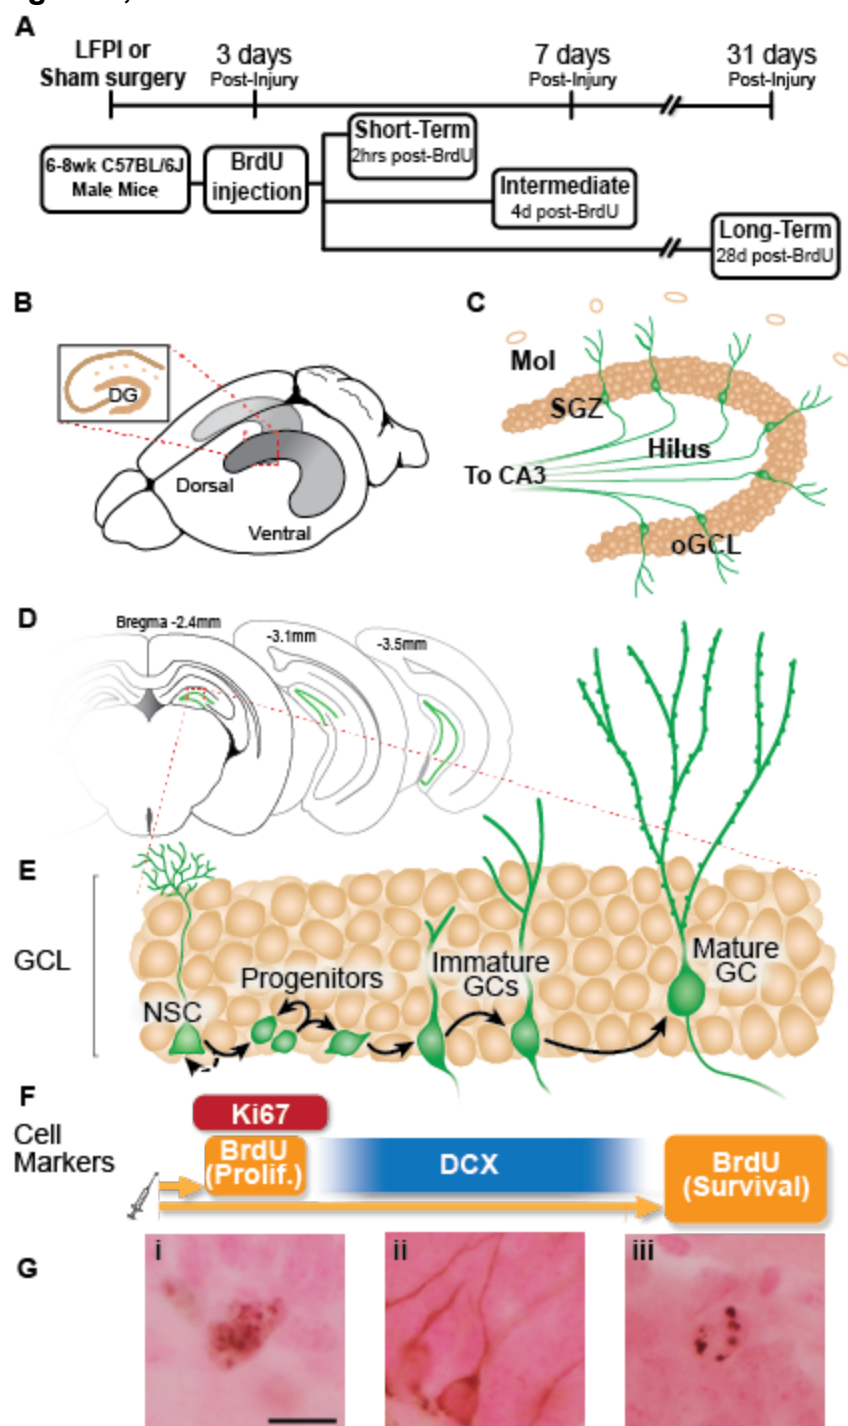 A
LFPI or
Sham surgery
3 days
Post-Injury
7 days
Post-Injury
31 days
Post-Injury
6-8wk C57BL/6J
Male Mice
BrdU
injection
Short-Term
2hrs post-BrdU
Intermediate
4d post-BrdU
Long-Term
28d post-BrdU
B
DG
Dorsal
Ventral
C
Mol
SGZ
Hilus
To CA3
oGCL
D
Bregma -2.4mm
-3.1mm
-3.5mm
E
GCL
NSC
Progenitors
Immature
GCs
Mature
GC
F
Cell
Markers
Ki67
BrdU
(Prolif.)
DCX
BrdU
(Survival)
G
i
ii
iii